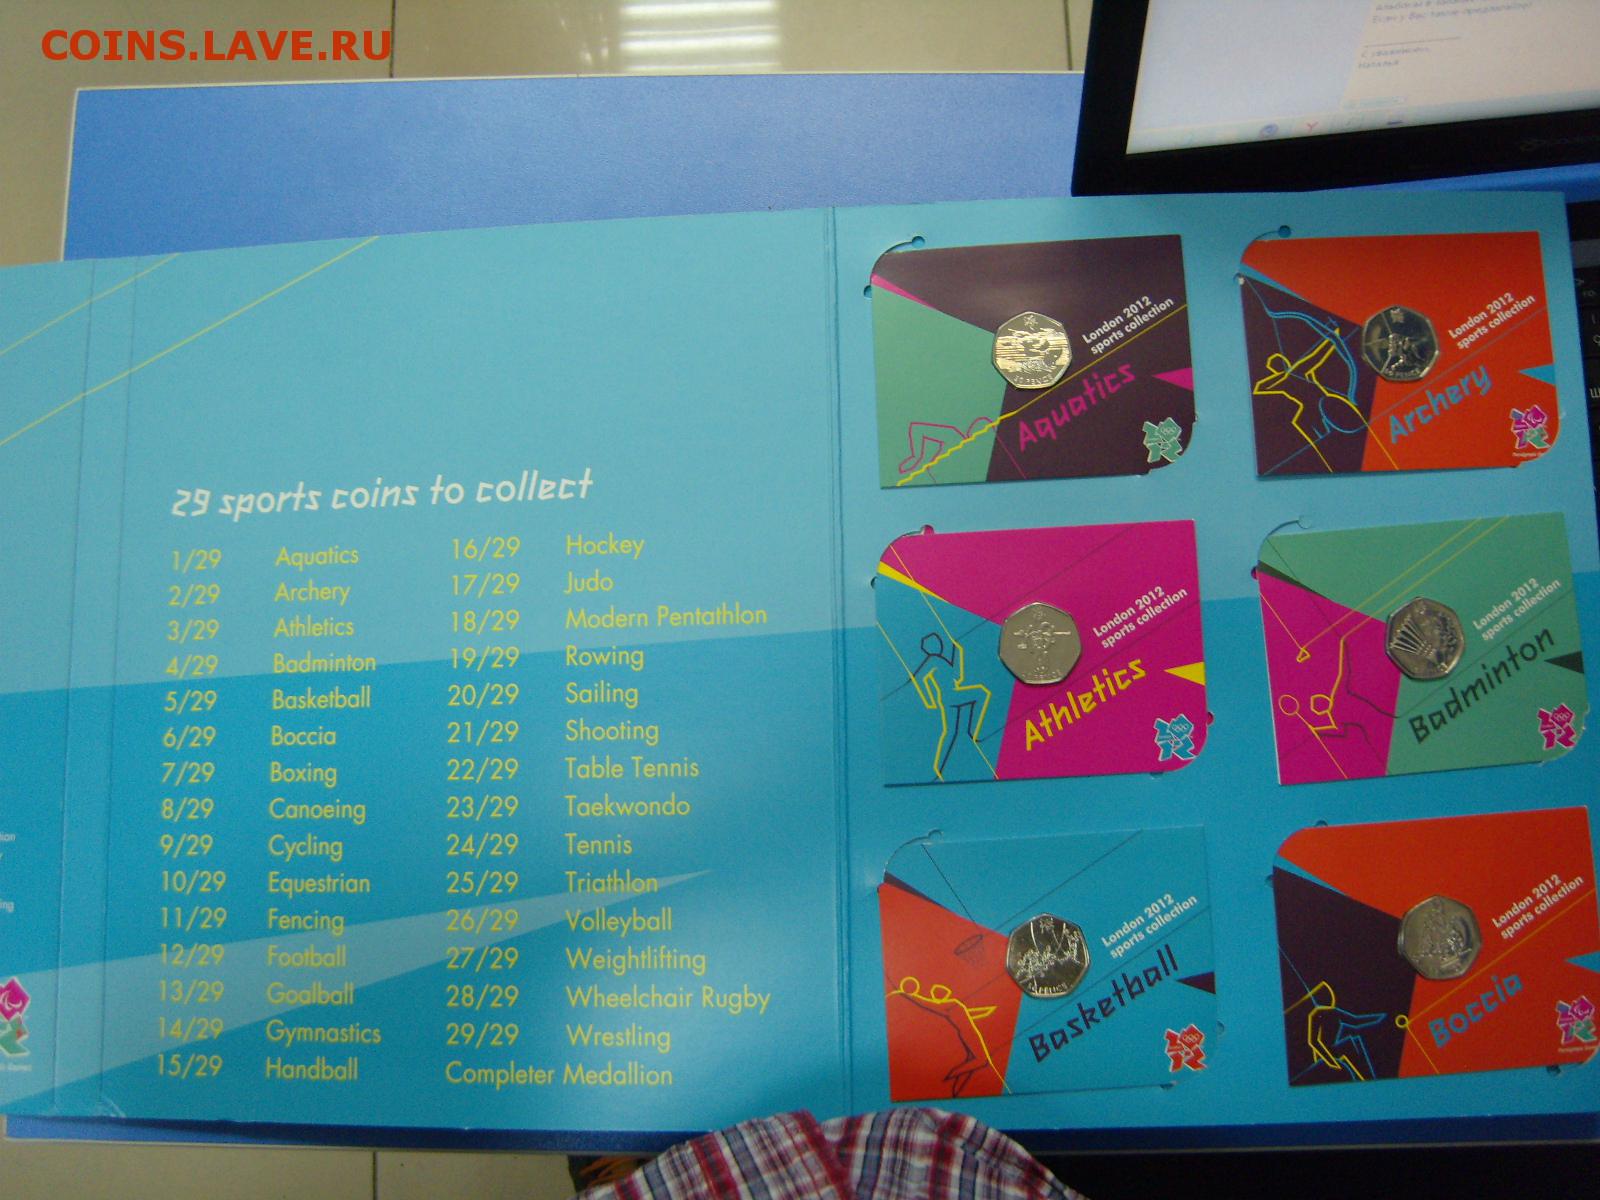 COINS.LAVE.RU
С уважением,
Наталья
29 sports coins to collect
1/29 Aquatics
2/29 Archery
3/29 Athletics
4/29 Badminton
5/29 Basketball
6/29 Boccia
7/29 Boxing
8/29 Canoeing
9/29 Cycling
10/29 Equestrian
11/29 Fencing
12/29 Football
13/29 Goalball
14/29 Gymnastics
15/29 Handball
16/29 Hockey
17/29 Judo
18/29 Modern Pentathlon
19/29 Rowing
20/29 Sailing
21/29 Shooting
22/29 Table Tennis
23/29 Taekwondo
24/29 Tennis
25/29 Triathlon
26/29 Volleyball
27/29 Weightlifting
28/29 Wheelchair Rugby
29/29 Wrestling
Completer Medallion
London 2012
sports collection
Aquatics
50 PENCE
London 2012
sports collection
Archery
London 2012
sports collection
Athletics
London 2012
sports collection
Badminton
London 2012
sports collection
Basketball
50 PENCE
London 2012
sports collection
Boccia